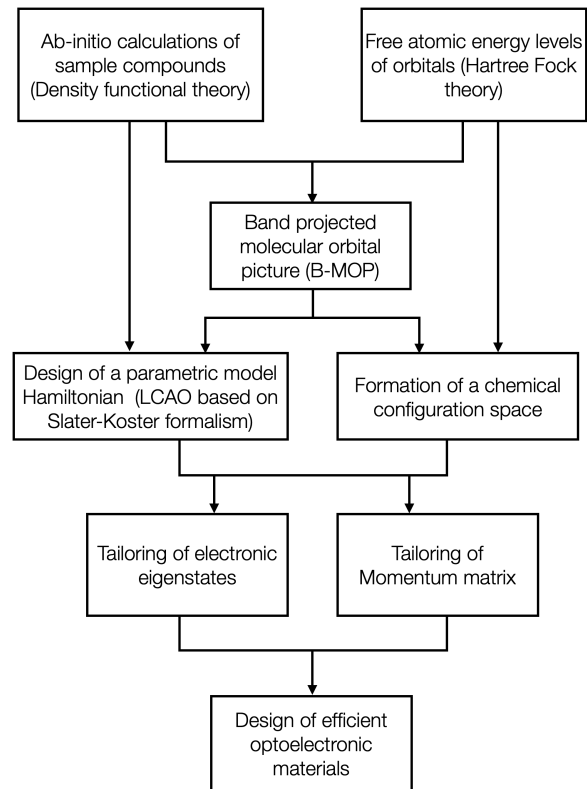 Ab-initio calculations of
sample compounds
(Density functional theory)
Free atomic energy levels
of orbitals (Hartree Fock
theory)
Band projected
molecular orbital
picture (B-MOP)
Design of a parametric model
Hamiltonian (LCAO based on
Slater-Koster formalism)
Formation of a chemical
configuration space
Tailoring of electronic
eigenstates
Tailoring of
Momentum matrix
Design of efficient
optoelectronic
materials